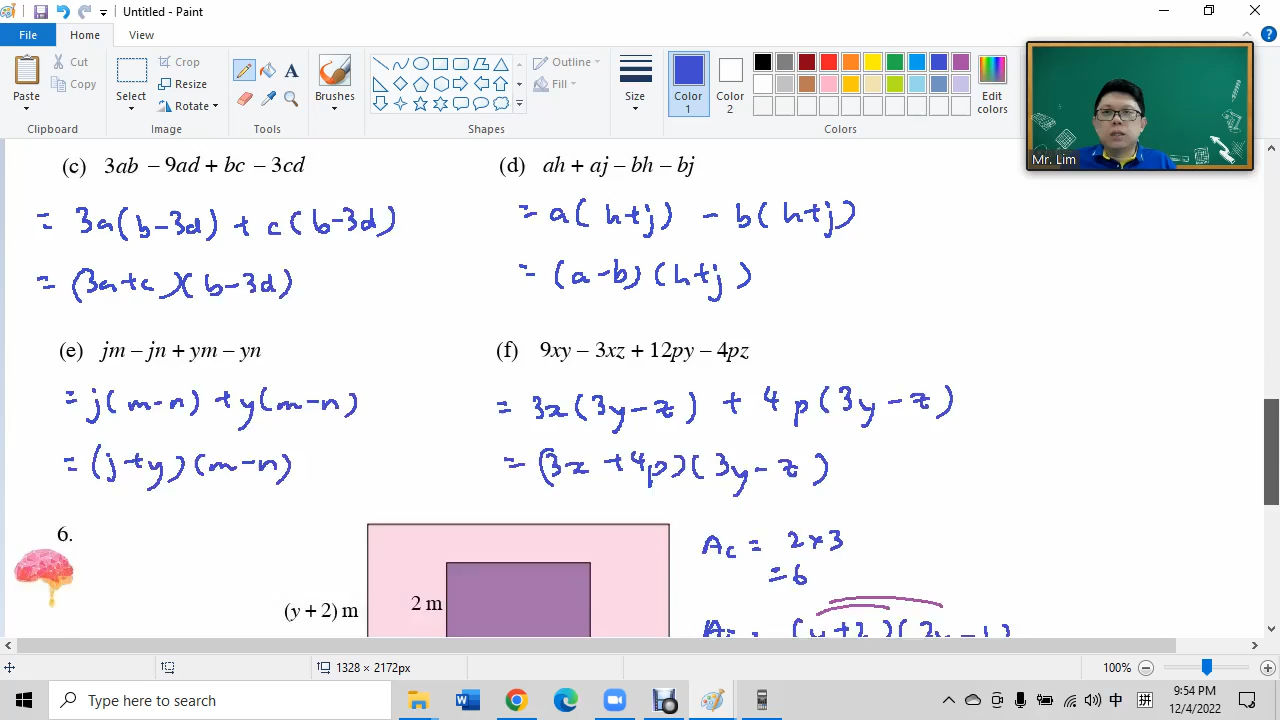 Untitled - Paint
File Home View
Paste
Cut
Copy
Clipboard
Select
Crop
Resize
Rotate
Image
Tools
Brushes
Shapes
Outline
Fill
Size
Color 1
Color 2
Edit colors
Colors
Mr. Lim
(c) 3ab − 9ad + bc − 3cd
= 3a(b−3d) + c(b−3d)
= (3a+c)(b−3d)
(d) ah + aj − bh − bj
= a(h+j) − b(h+j)
= (a−b)(h+j)
(e) jm − jn + ym − yn
= j(m−n) + y(m−n)
= (j+y)(m−n)
(f) 9xy − 3xz + 12py − 4pz
= 3x(3y−z) + 4p(3y−z)
= (3x+4p)(3y−z)
6.
(y + 2) m
2 m
Ac = 2×3
= 6
1328 × 2172px
100%
Type here to search
中
拼
9:54 PM
12/4/2022